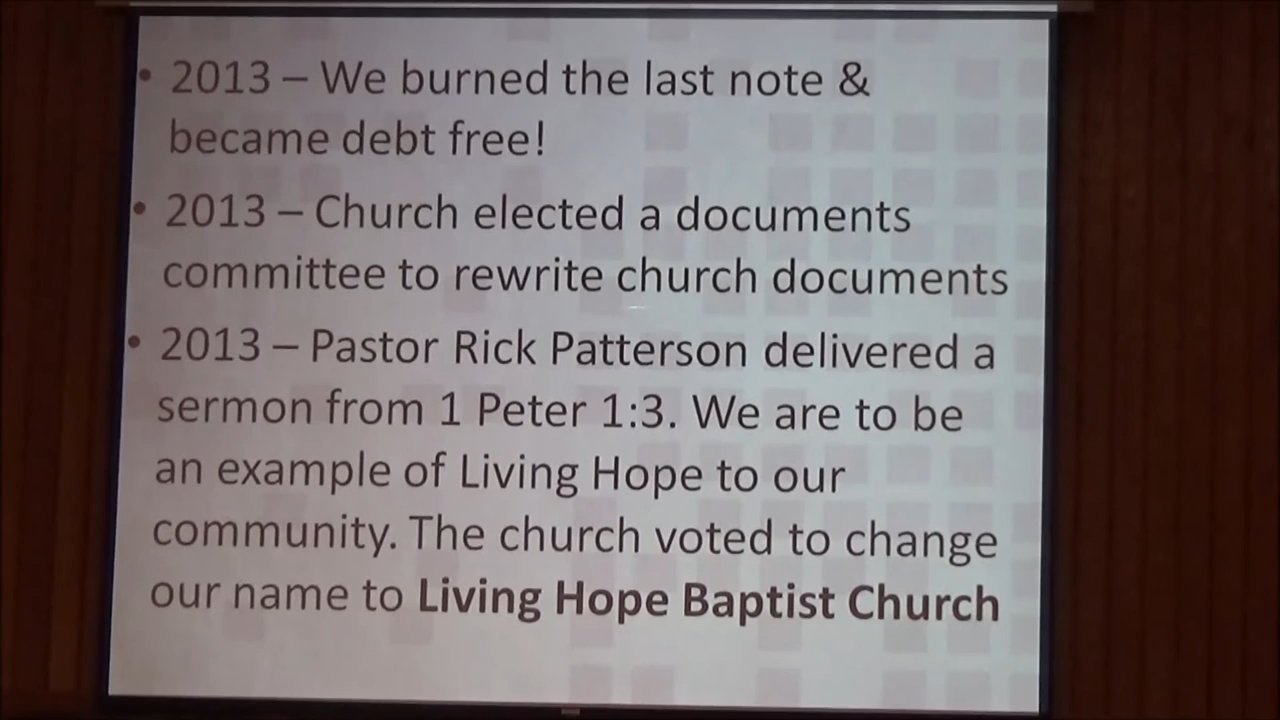 • 2013 – We burned the last note &
became debt free!
• 2013 – Church elected a documents
committee to rewrite church documents
• 2013 – Pastor Rick Patterson delivered a
sermon from 1 Peter 1:3. We are to be
an example of Living Hope to our
community. The church voted to change
our name to Living Hope Baptist Church